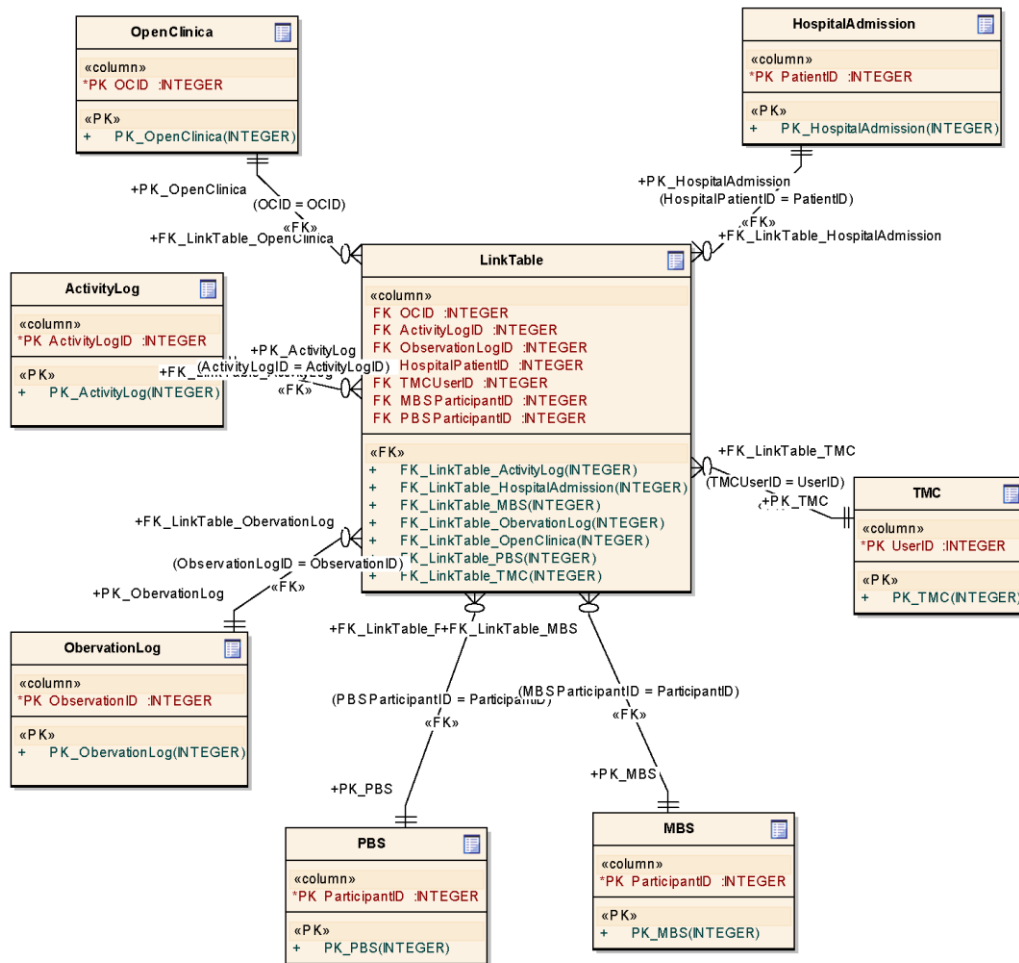 OpenClinica
«column»
*PK OCID :INTEGER
«PK»
+ PK_OpenClinica(INTEGER)
HospitalAdmission
«column»
*PK PatientID :INTEGER
«PK»
+ PK_HospitalAdmission(INTEGER)
+PK_OpenClinica
(OCID = OCID)
«FK»
+FK_LinkTable_OpenClinica
+PK_HospitalAdmission
(HospitalPatientID = PatientID)
«FK»
+FK_LinkTable_HospitalAdmission
LinkTable
«column»
FK OCID :INTEGER
FK ActivityLogID :INTEGER
FK ObservationLogID :INTEGER
HospitalPatientID :INTEGER
FK TMCUserID :INTEGER
FK MBSParticipantID :INTEGER
FK PBSParticipantID :INTEGER
«FK»
+ FK_LinkTable_ActivityLog(INTEGER)
+ FK_LinkTable_HospitalAdmission(INTEGER)
+ FK_LinkTable_MBS(INTEGER)
+ FK_LinkTable_ObervationLog(INTEGER)
+ FK_LinkTable_OpenClinica(INTEGER)
+ FK_LinkTable_PBS(INTEGER)
+ FK_LinkTable_TMC(INTEGER)
ActivityLog
«column»
*PK ActivityLogID :INTEGER
«PK»
+ PK_ActivityLog(INTEGER)
+PK_ActivityLog
(ActivityLogID = ActivityLogID)
«FK»
+FK_LinkTable_TMC
(TMCUserID = UserID)
+PK_TMC
TMC
«column»
*PK UserID :INTEGER
«PK»
+ PK_TMC(INTEGER)
+FK_LinkTable_ObervationLog
(ObservationLogID = ObservationID)
«FK»
+PK_ObervationLog
ObervationLog
«column»
*PK ObservationID :INTEGER
«PK»
+ PK_ObervationLog(INTEGER)
+FK_LinkTable_MBS
(PBSParticipantID = ParticipantID)
«FK»
(MBSParticipantID = ParticipantID)
«FK»
+PK_PBS
+PK_MBS
PBS
«column»
*PK ParticipantID :INTEGER
«PK»
+ PK_PBS(INTEGER)
MBS
«column»
*PK ParticipantID :INTEGER
«PK»
+ PK_MBS(INTEGER)